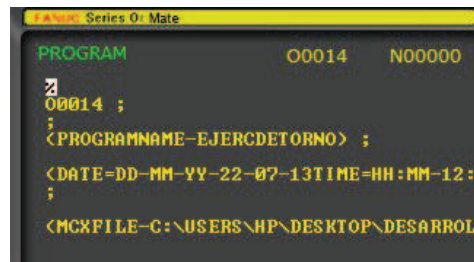 FANUC Series 0i Mate
PROGRAM O0014 N00000
%
O0014 ;
;
(PROGRAMNAME-EJERCDETORNO) ;
(DATE=DD-MM-YY-22-07-13TIME=HH:MM-12:
;
(MCXFILE-C:\USERS\HP\DESKTOP\DESARROL